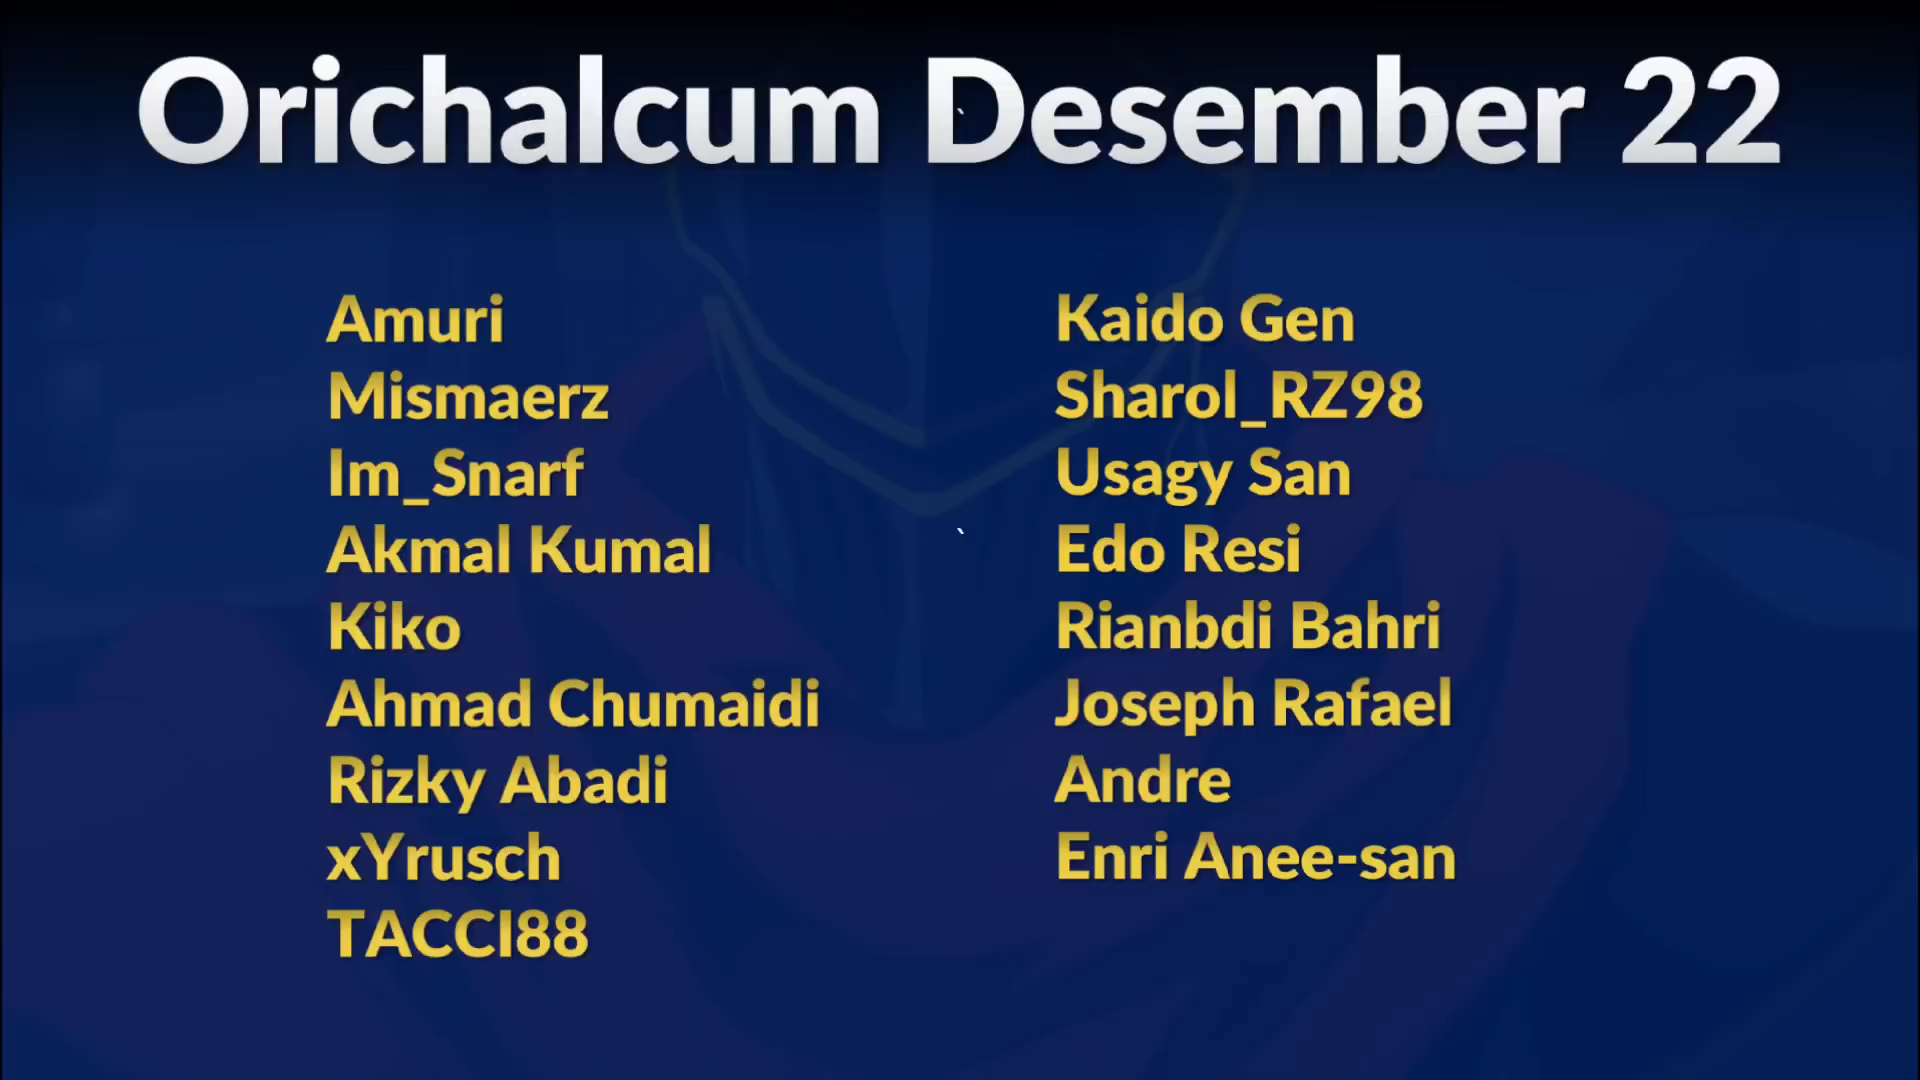 Orichalcum Desember 22
Amuri
Mismaerz
Im_Snarf
Akmal Kumal
Kiko
Ahmad Chumaidi
Rizky Abadi
xYrusch
TACCI88
Kaido Gen
Sharol_RZ98
Usagy San
Edo Resi
Rianbdi Bahri
Joseph Rafael
Andre
Enri Anee-san